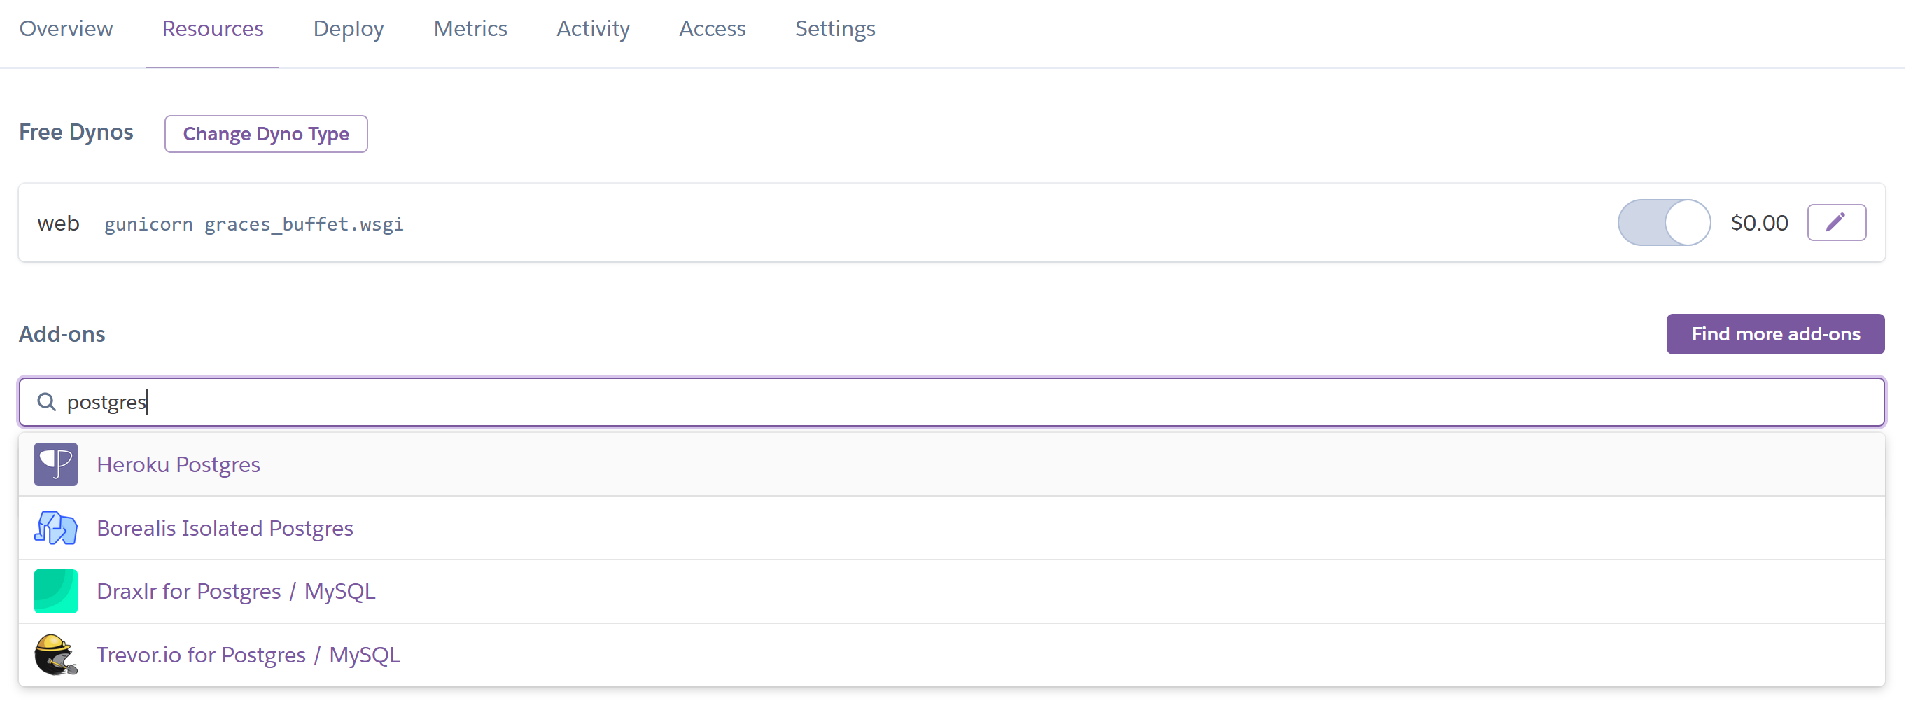 Overview Resources Deploy Metrics Activity Access Settings
Free Dynos Change Dyno Type
web gunicorn graces_buffet.wsgi $0.00
Add-ons Find more add-ons
postgres
Heroku Postgres
Borealis Isolated Postgres
Draxlr for Postgres / MySQL
Trevor.io for Postgres / MySQL